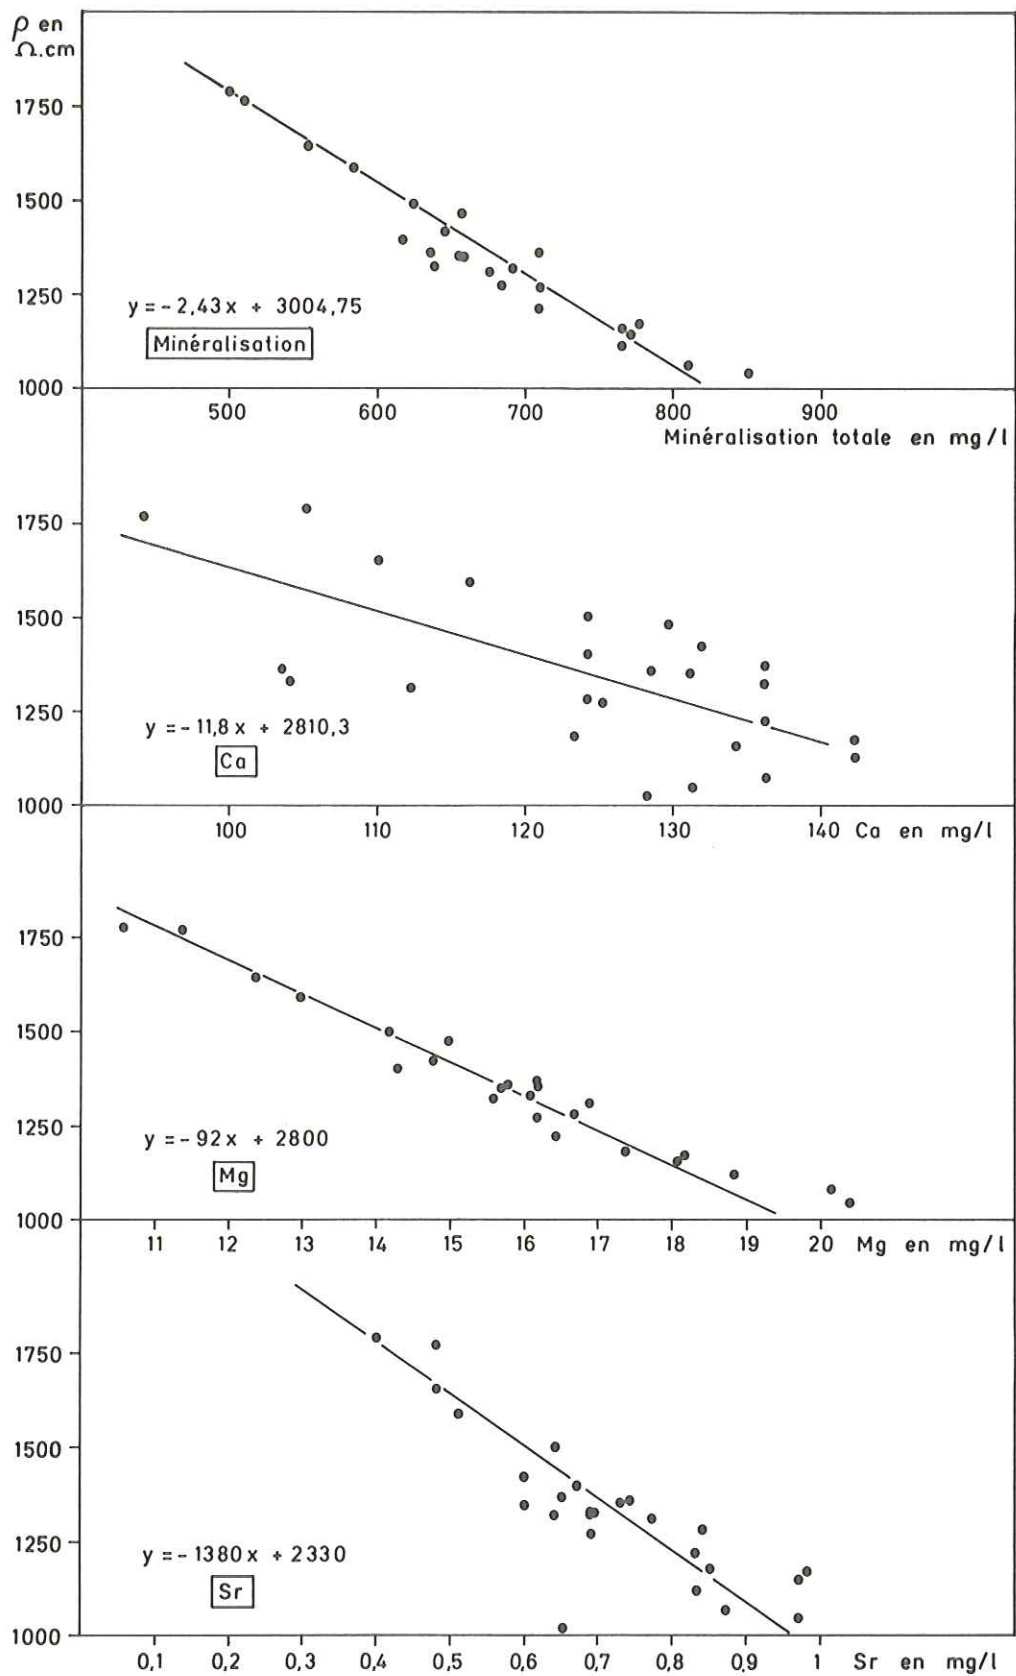 ρ en
Ω.cm
1750
1500
1250
1000
y = - 2,43 x + 3004,75
Minéralisation
500 600 700 800 900
Minéralisation totale en mg/l
1750
1500
1250
1000
y = - 11,8 x + 2810,3
Ca
100 110 120 130 140 Ca en mg/l
1750
1500
1250
1000
y = - 92 x + 2800
Mg
11 12 13 14 15 16 17 18 19 20 Mg en mg/l
1750
1500
1250
1000
y = - 1380 x + 2330
Sr
0,1 0,2 0,3 0,4 0,5 0,6 0,7 0,8 0,9 1 Sr en mg/l